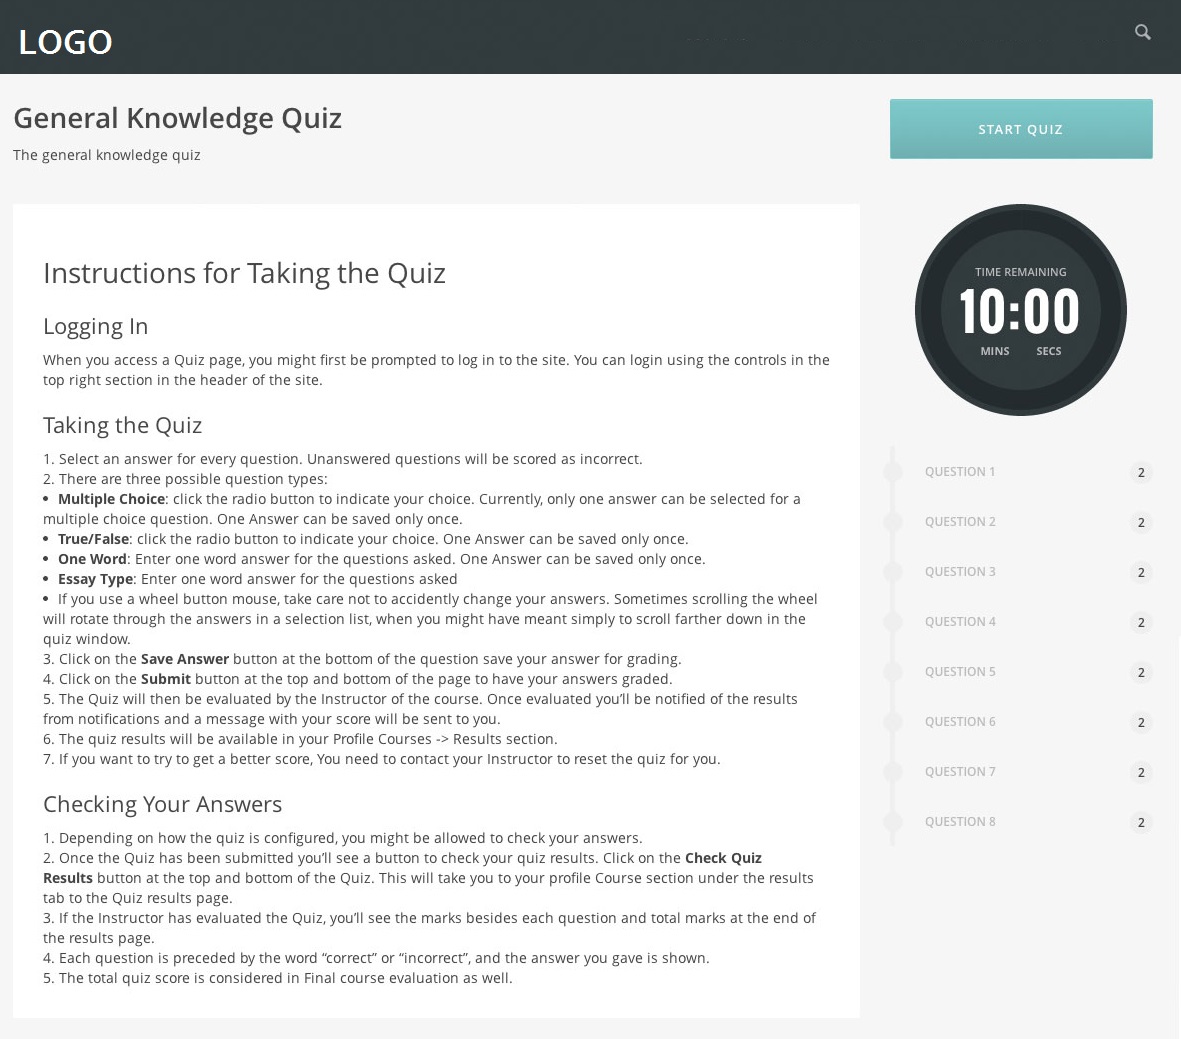 LOGO
General Knowledge Quiz
The general knowledge quiz
START QUIZ
Instructions for Taking the Quiz
Logging In
When you access a Quiz page, you might first be prompted to log in to the site. You can login using the controls in the
top right section in the header of the site.
Taking the Quiz
1. Select an answer for every question. Unanswered questions will be scored as incorrect.
2. There are three possible question types:
• Multiple Choice: click the radio button to indicate your choice. Currently, only one answer can be selected for a
multiple choice question. One Answer can be saved only once.
• True/False: click the radio button to indicate your choice. One Answer can be saved only once.
• One Word: Enter one word answer for the questions asked. One Answer can be saved only once.
• Essay Type: Enter one word answer for the questions asked
• If you use a wheel button mouse, take care not to accidently change your answers. Sometimes scrolling the wheel
will rotate through the answers in a selection list, when you might have meant simply to scroll farther down in the
quiz window.
3. Click on the Save Answer button at the bottom of the question save your answer for grading.
4. Click on the Submit button at the top and bottom of the page to have your answers graded.
5. The Quiz will then be evaluated by the Instructor of the course. Once evaluated you’ll be notified of the results
from notifications and a message with your score will be sent to you.
6. The quiz results will be available in your Profile Courses -> Results section.
7. If you want to try to get a better score, You need to contact your Instructor to reset the quiz for you.
Checking Your Answers
1. Depending on how the quiz is configured, you might be allowed to check your answers.
2. Once the Quiz has been submitted you’ll see a button to check your quiz results. Click on the Check Quiz
Results button at the top and bottom of the Quiz. This will take you to your profile Course section under the results
tab to the Quiz results page.
3. If the Instructor has evaluated the Quiz, you’ll see the marks besides each question and total marks at the end of
the results page.
4. Each question is preceded by the word “correct” or “incorrect”, and the answer you gave is shown.
5. The total quiz score is considered in Final course evaluation as well.
TIME REMAINING
10:00
MINS SECS
QUESTION 1 2
QUESTION 2 2
QUESTION 3 2
QUESTION 4 2
QUESTION 5 2
QUESTION 6 2
QUESTION 7 2
QUESTION 8 2